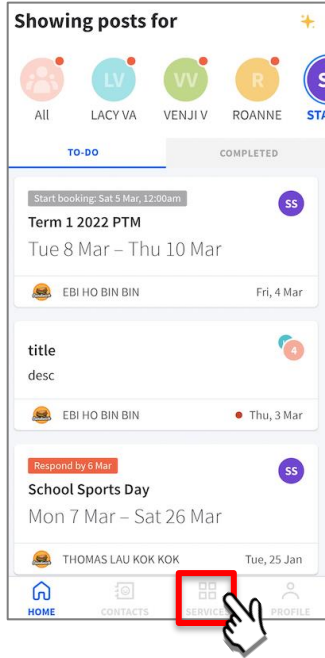 Showing posts for
LV
VV
R
S
All
LACY VA
VENJI V
ROANNE
STA
TO-DO
COMPLETED
Start booking: Sat 5 Mar, 12:00am
SS
Term 1 2022 PTM
Tue 8 Mar – Thu 10 Mar
EBI HO BIN BIN
Fri, 4 Mar
title
4
desc
EBI HO BIN BIN
Thu, 3 Mar
Respond by 6 Mar
SS
School Sports Day
Mon 7 Mar – Sat 26 Mar
THOMAS LAU KOK KOK
Tue, 25 Jan
HOME
CONTACTS
SERVICE
PROFILE